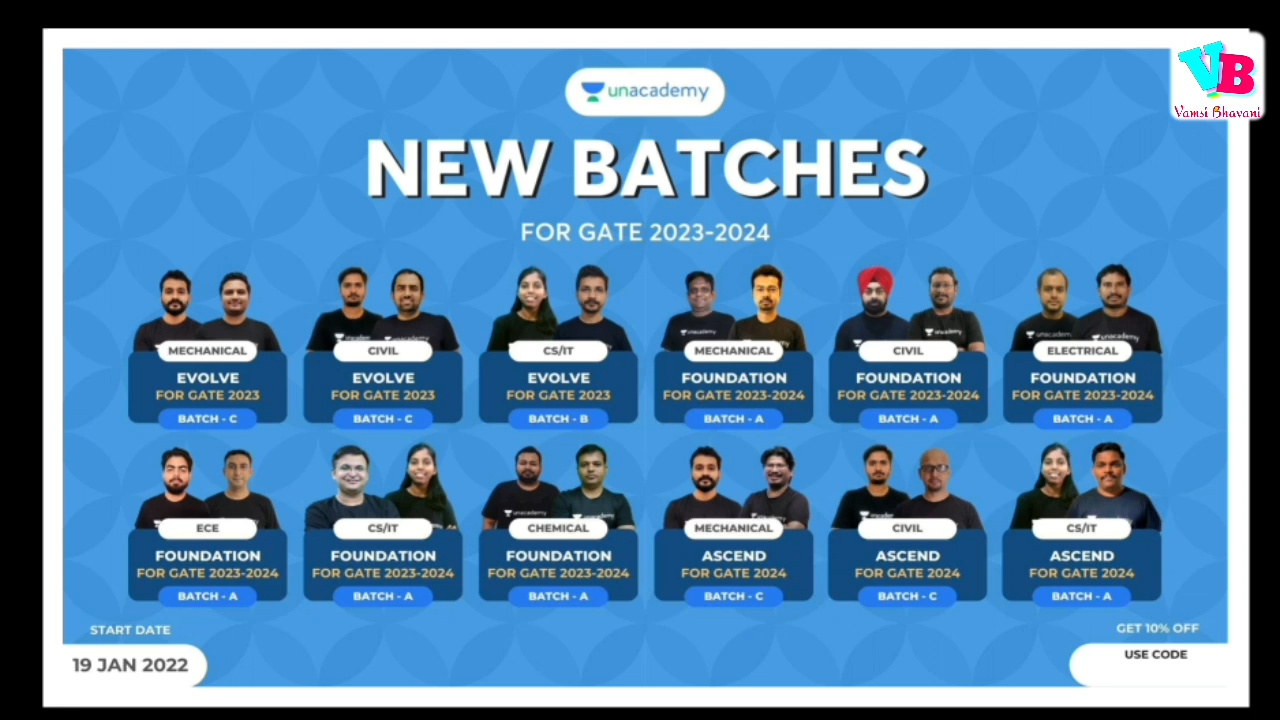 unacademy
VB
Vamsi Bhavani
NEW BATCHES
FOR GATE 2023-2024
MECHANICAL
EVOLVE
FOR GATE 2023
BATCH - C
CIVIL
EVOLVE
FOR GATE 2023
BATCH - C
CS/IT
EVOLVE
FOR GATE 2023
BATCH - B
unacademy
MECHANICAL
FOUNDATION
FOR GATE 2023-2024
BATCH - A
unacademy
CIVIL
FOUNDATION
FOR GATE 2023-2024
BATCH - A
unacademy
ELECTRICAL
FOUNDATION
FOR GATE 2023-2024
BATCH - A
ECE
FOUNDATION
FOR GATE 2023-2024
BATCH - A
CS/IT
FOUNDATION
FOR GATE 2023-2024
BATCH - A
unacademy
CHEMICAL
FOUNDATION
FOR GATE 2023-2024
BATCH - A
MECHANICAL
ASCEND
FOR GATE 2024
BATCH - C
CIVIL
ASCEND
FOR GATE 2024
BATCH - C
CS/IT
ASCEND
FOR GATE 2024
BATCH - A
START DATE
19 JAN 2022
GET 10% OFF
USE CODE